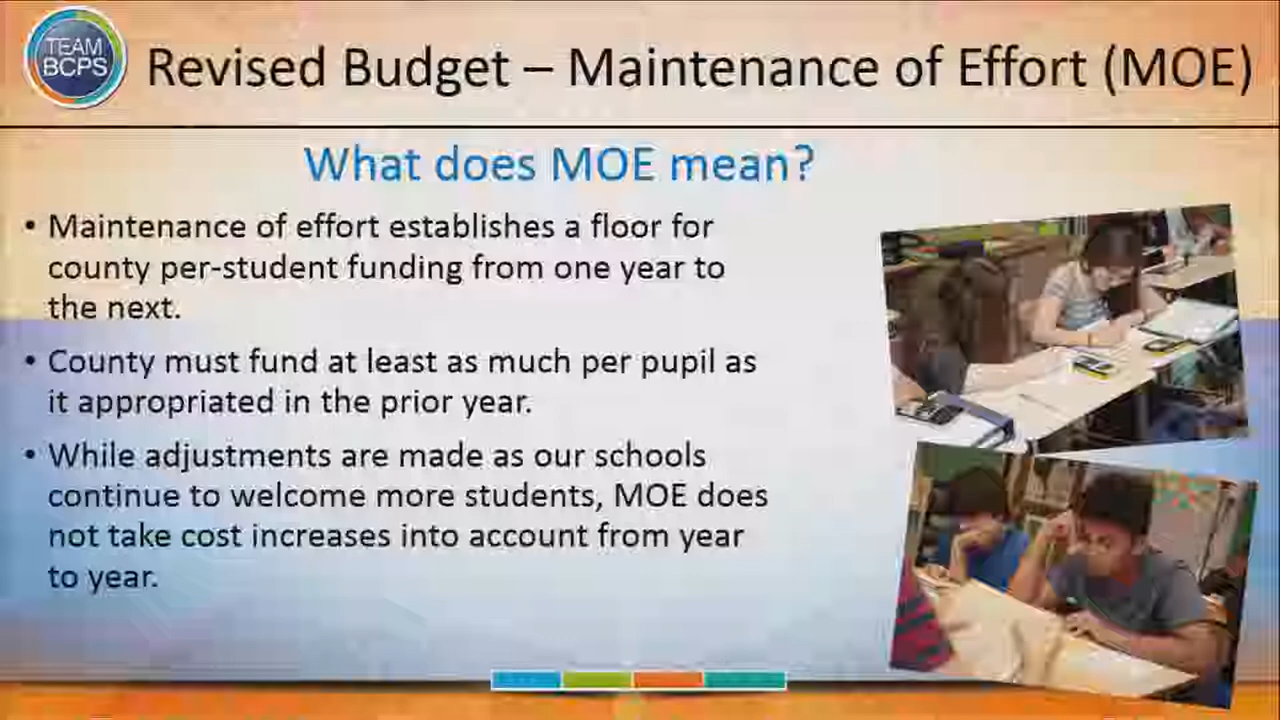 TEAM
BCPS
Revised Budget – Maintenance of Effort (MOE)
What does MOE mean?
• Maintenance of effort establishes a floor for
county per-student funding from one year to
the next.
• County must fund at least as much per pupil as
it appropriated in the prior year.
• While adjustments are made as our schools
continue to welcome more students, MOE does
not take cost increases into account from year
to year.